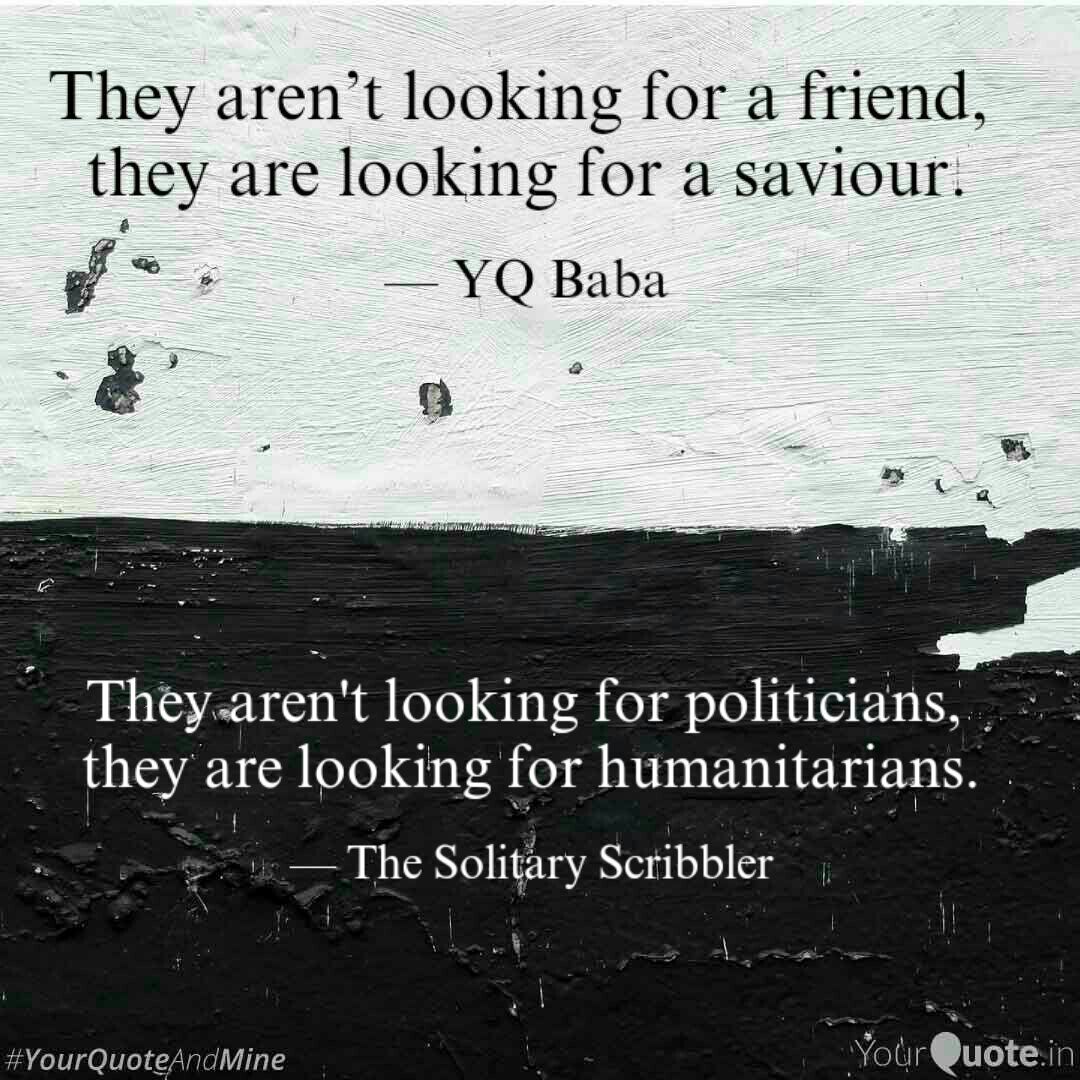 They aren’t looking for a friend,
they are looking for a saviour.
— YQ Baba
They aren't looking for politicians,
they are looking for humanitarians.
— The Solitary Scribbler
#YourQuoteAndMine
YourQuote.in